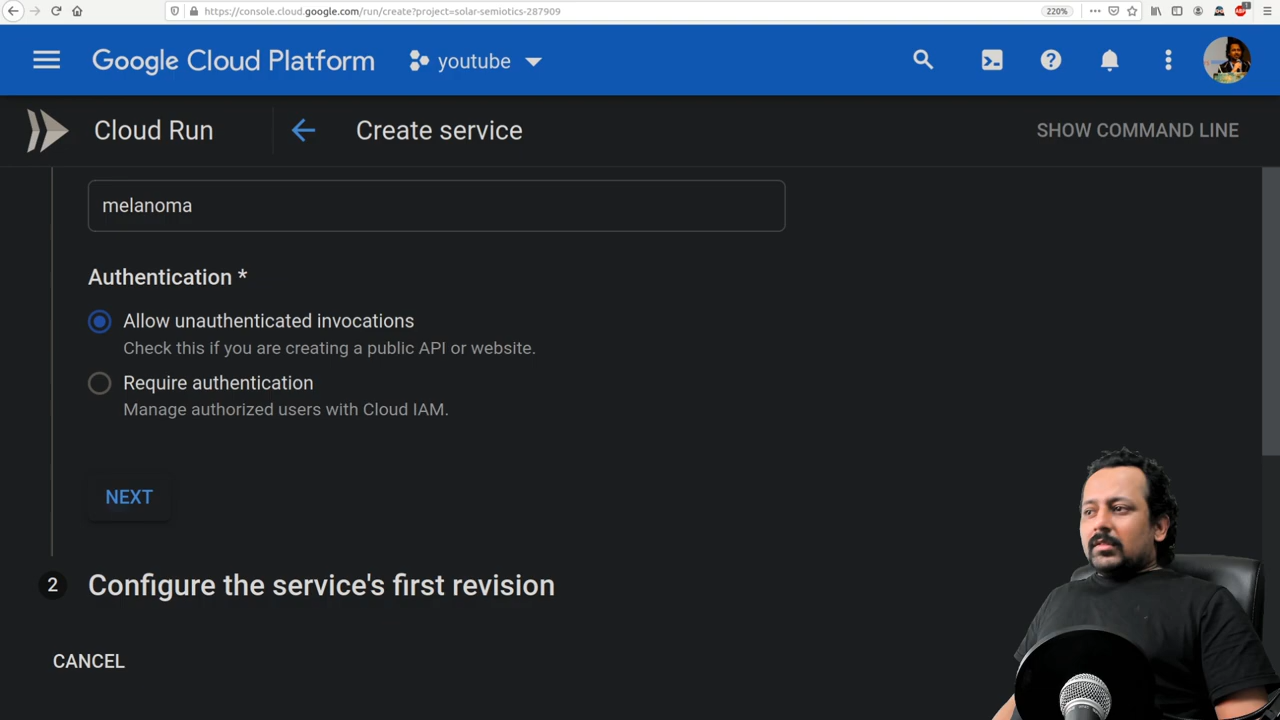 https://console.cloud.google.com/run/create?project=solar-semiotics-287909
220%
Google Cloud Platform
youtube
Cloud Run
Create service
SHOW COMMAND LINE
melanoma
Authentication *
Allow unauthenticated invocations
Check this if you are creating a public API or website.
Require authentication
Manage authorized users with Cloud IAM.
NEXT
2 Configure the service's first revision
CANCEL